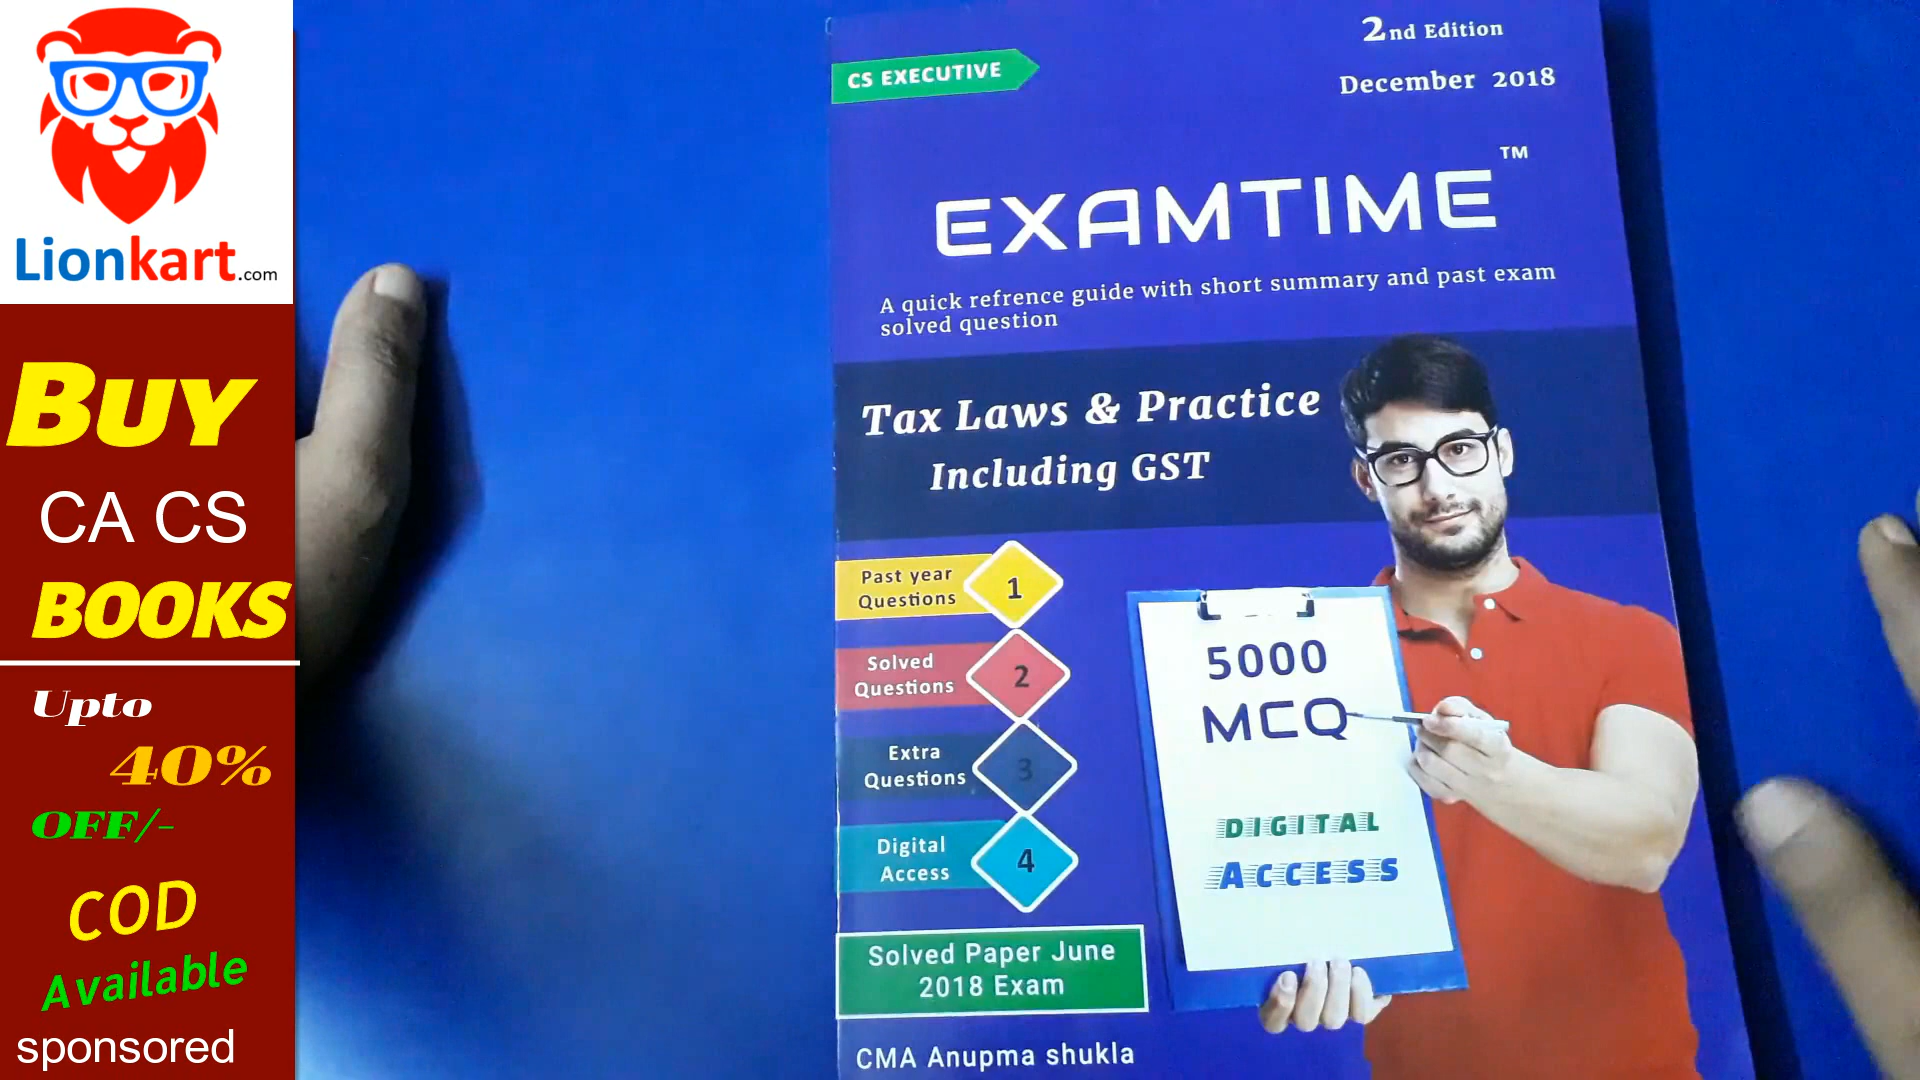 Lionkart.com
BUY
CA CS
BOOKS
Upto
40%
OFF/-
COD
Available
sponsored
CS EXECUTIVE
2nd Edition
December 2018
EXAMTIME TM
A quick refrence guide with short summary and past exam
solved question
Tax Laws & Practice
Including GST
Past year
Questions
1
Solved
Questions
2
Extra
Questions
3
Digital
Access
4
5000
MCQ
DIGITAL
ACCESS
Solved Paper June
2018 Exam
CMA Anupma shukla